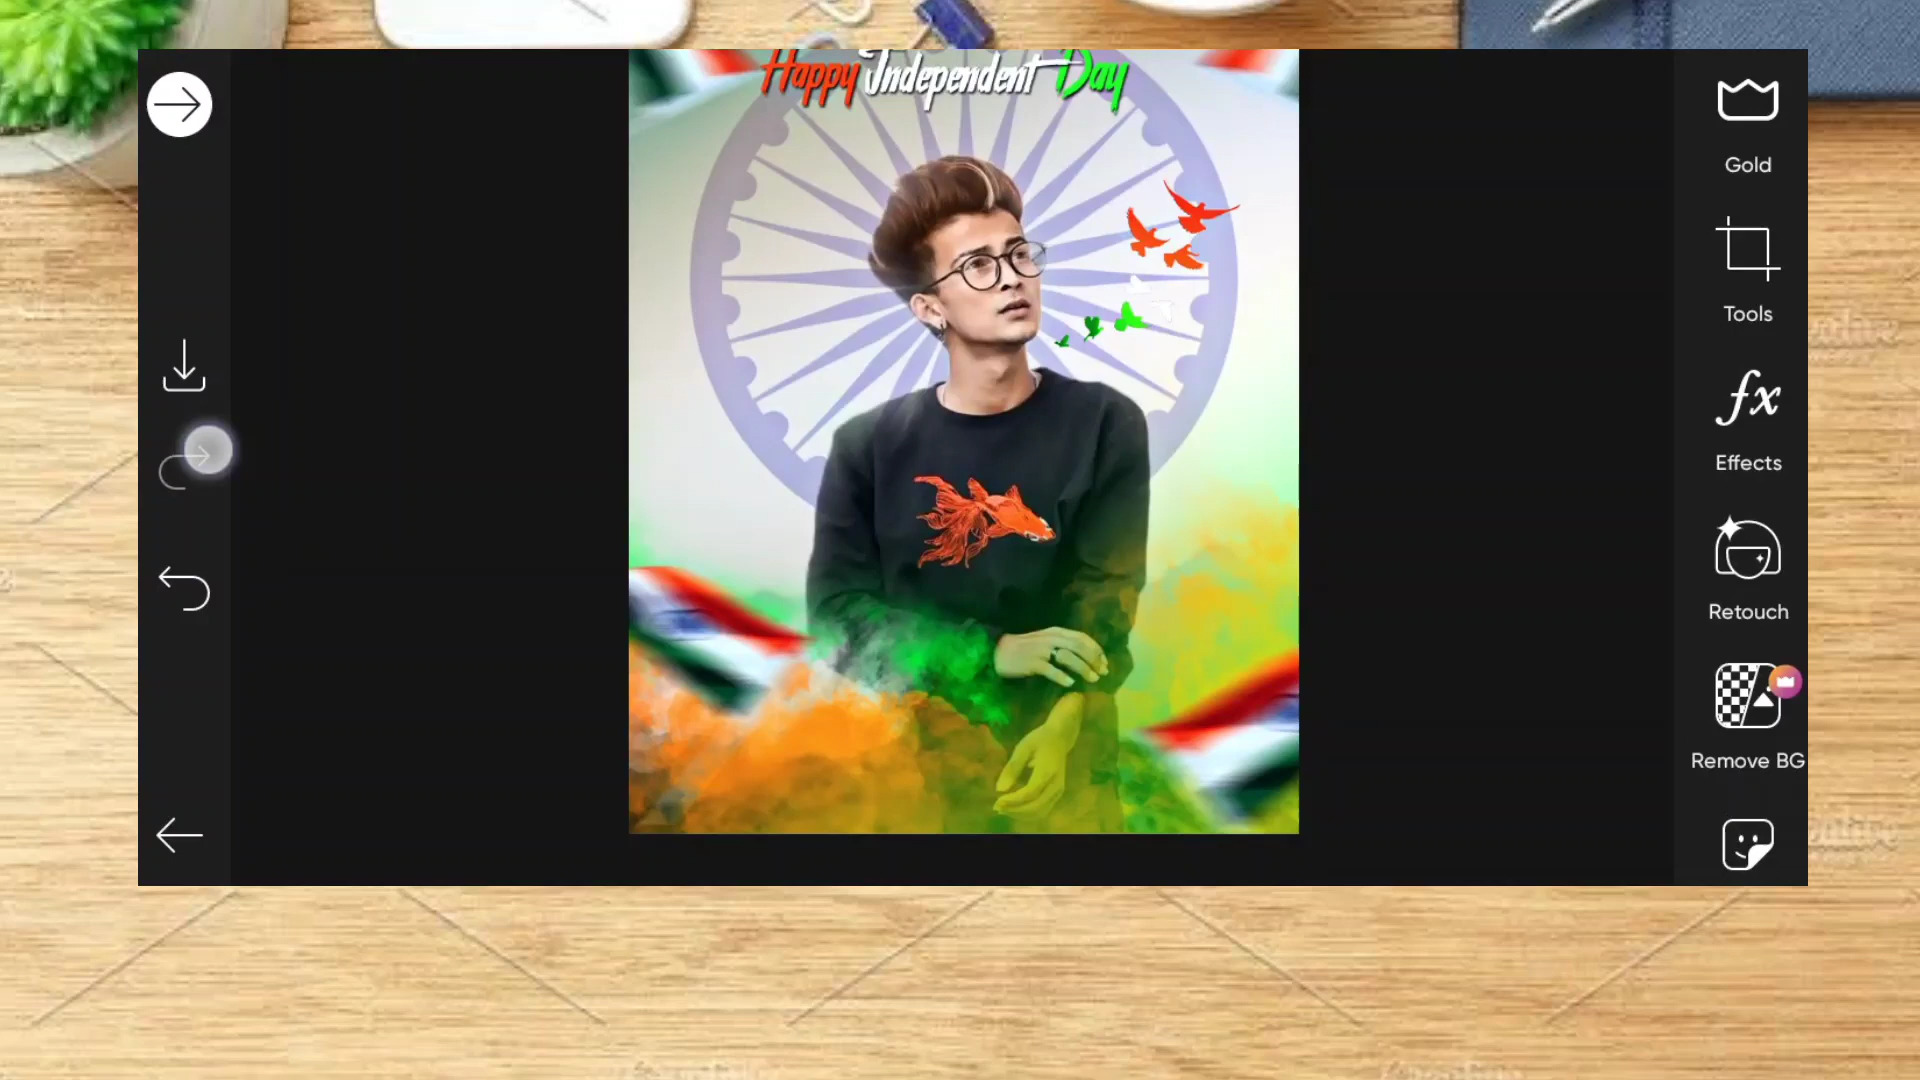 Happy Independent Day
Gold
Tools
Effects
Retouch
Remove BG